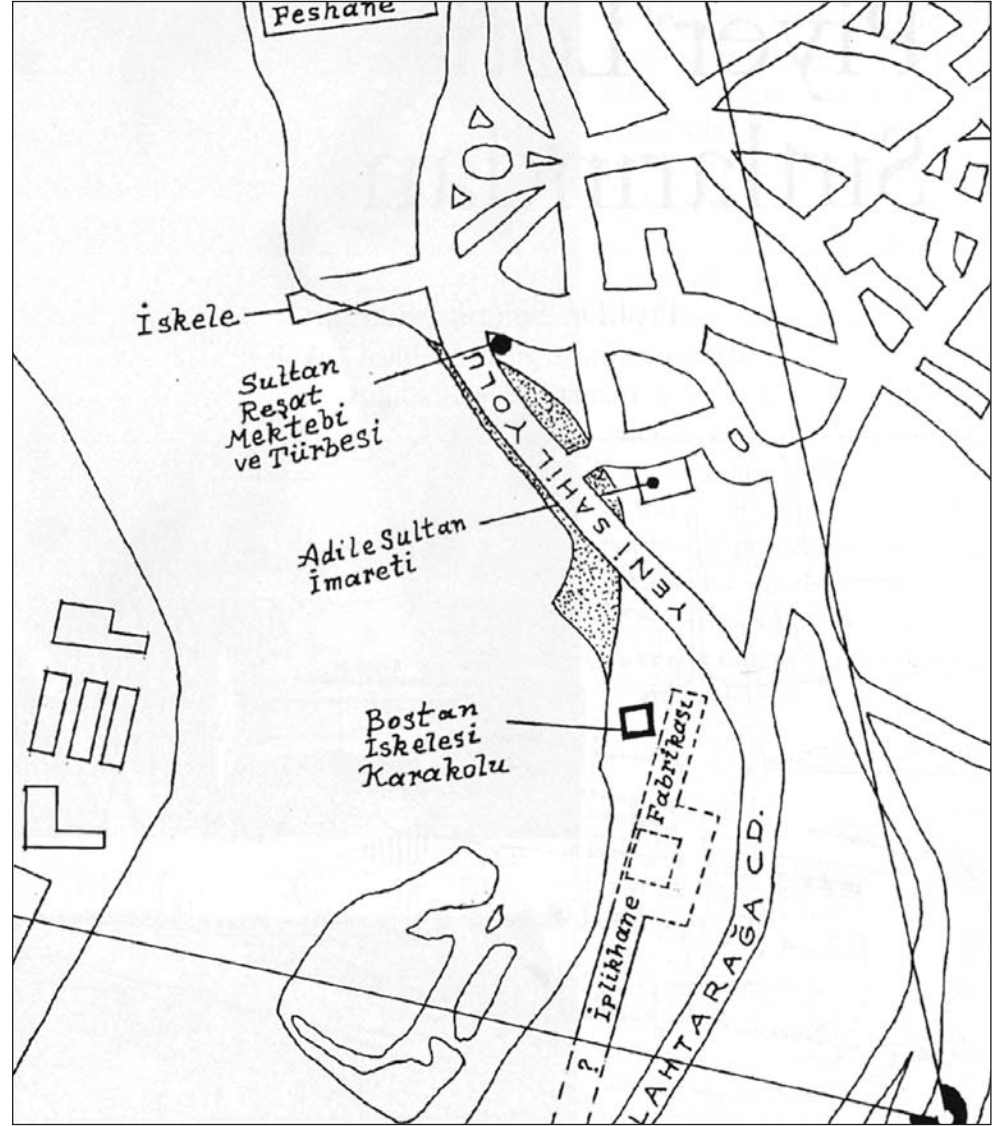 Feshane
İskele
Sultan
Reşat
Mektebi
ve Türbesi
YENİ SAHİL YOLU
Adile Sultan
İmareti
Bostan
İskelesi
Karakolu
? İplikhane Fabrikası
LAHTARAĞA CD.